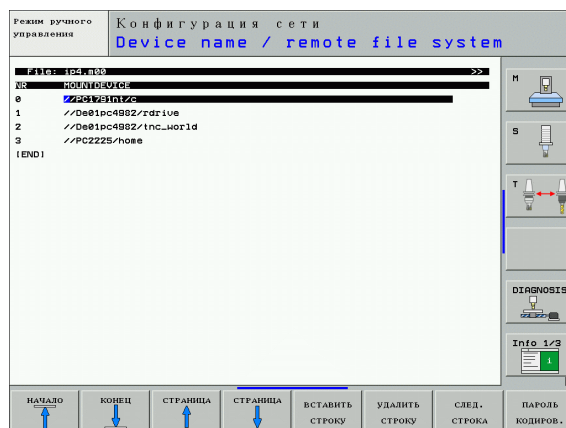 Режим ручного
управления
Конфигурация сети
Device name / remote file system
File: ip4.m00 >>
NR MOUNTDEVICE
0 //PC1791nt/c
1 //De01pc4982/rdrive
2 //De01pc4982/tnc_world
3 //PC2225/home
[END]
M
S
T
DIAGNOSIS
Info 1/3
i
НАЧАЛО
КОНЕЦ
СТРАНИЦА
СТРАНИЦА
ВСТАВИТЬ
СТРОКУ
УДАЛИТЬ
СТРОКУ
СЛЕД.
СТРОКА
ПАРОЛЬ
КОДИРОВ.